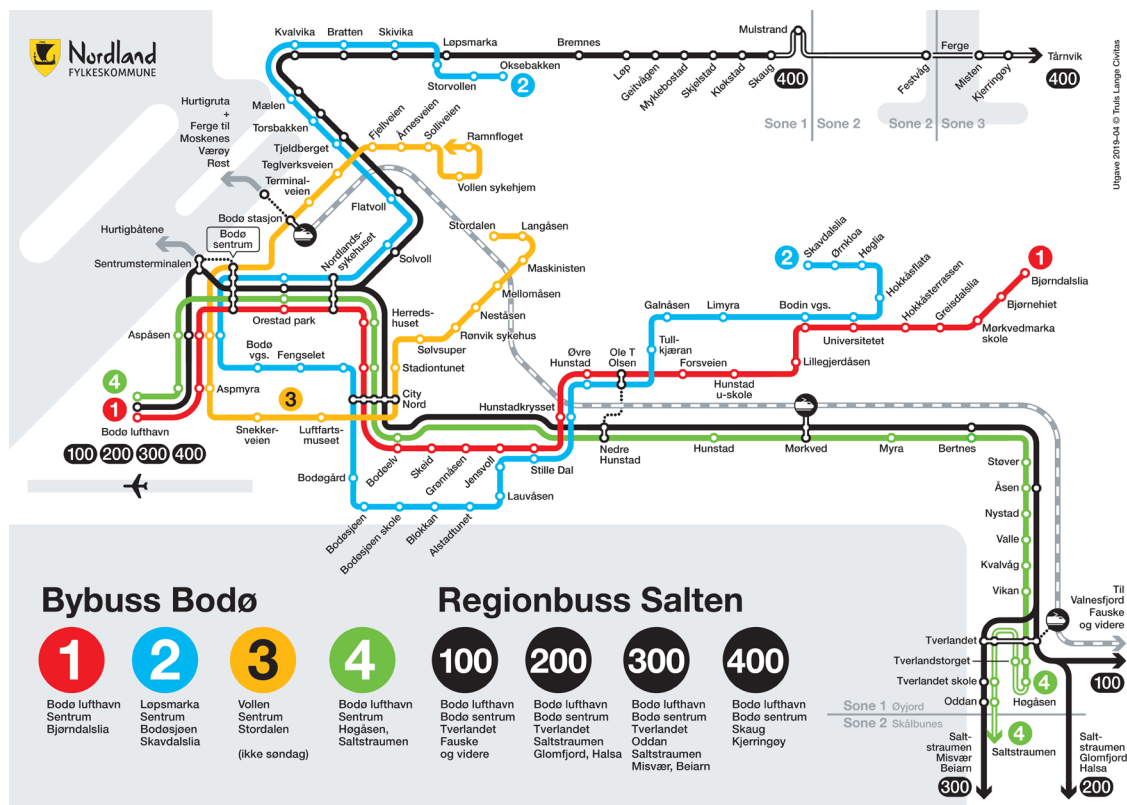 Nordland
FYLKESKOMMUNE
Kvalvika
Bratten
Skivika
Løpsmarka
Bremnes
Mulstrand
Sone 1
Sone 2
Ferge
Tårnvik
400
Oksebakken
Storvollen
2
Løp
Geitvågen
Myklebostad
Skjelstad
Kløkstad
Skaug
400
Festvåg
Misten
Kjerringøy
Sone 2
Sone 3
Utgave 2019–04 © Truls Lange Civitas
Hurtigruta
+
Ferge til
Moskenes
Værøy
Røst
Mælen
Torsbakken
Tjeldberget
Teglverksveien
Terminal-
veien
Fjellveien
Årnesveien
Solliveien
Ramnfloget
Vollen sykehjem
Bodø stasjon
Flatvoll
Hurtigbåtene
Bodø
sentrum
Sentrumsterminalen
Nordlands-
sykehuset
Solvoll
Stordalen
Langåsen
Maskinisten
Mellomåsen
Neståsen
Rønvik sykehus
Sølvsuper
Stadiontunet
2
Skavdalslia
Ørnkloa
Høglia
Hokkåsflata
Hokkåsterrassen
Greisdalslia
1
Bjørndalslia
Bjørnehiet
Mørkvedmarka
skole
Galnåsen
Limyra
Bodin vgs.
Universitetet
Lillegjerdåsen
Tull-
kjæran
Forsveien
Hunstad
u-skole
Øvre
Hunstad
Ole T
Olsen
Orestad park
Herreds-
huset
Aspåsen
Bodø
vgs.
Fengselet
4
1
Bodø lufthavn
100
200
300
400
Aspmyra
3
Snekker-
veien
Luftfarts-
museet
City
Nord
Hunstadkrysset
Bodøgård
Bodøelv
Skeid
Grønnåsen
Jensvoll
Stille Dal
Lauvåsen
Bodøsjøen
Bodøsjøen skole
Blokkan
Alstadtunet
Nedre
Hunstad
Hunstad
Mørkved
Myra
Bertnes
Støver
Åsen
Nystad
Valle
Kvalvåg
Vikan
Til
Valnesfjord
Fauske
og videre
Tverlandet
Tverlandstorget
Tverlandet skole
Oddan
4
Høgåsen
100
Sone 1 Øyjord
Sone 2 Skålbunes
4
Saltstraumen
Salt-
straumen
Misvær
Beiarn
300
Salt-
straumen
Glomfjord
Halsa
200
Bybuss Bodø
1
Bodø lufthavn
Sentrum
Bjørndalslia
2
Løpsmarka
Sentrum
Bodøsjøen
Skavdalslia
3
Vollen
Sentrum
Stordalen
(ikke søndag)
4
Bodø lufthavn
Sentrum
Høgåsen,
Saltstraumen
Regionbuss Salten
100
Bodø lufthavn
Bodø sentrum
Tverlandet
Fauske
og videre
200
Bodø lufthavn
Bodø sentrum
Tverlandet
Saltstraumen
Glomfjord, Halsa
300
Bodø lufthavn
Bodø sentrum
Tverlandet
Oddan
Saltstraumen
Misvær, Beiarn
400
Bodø lufthavn
Bodø sentrum
Skaug
Kjerringøy